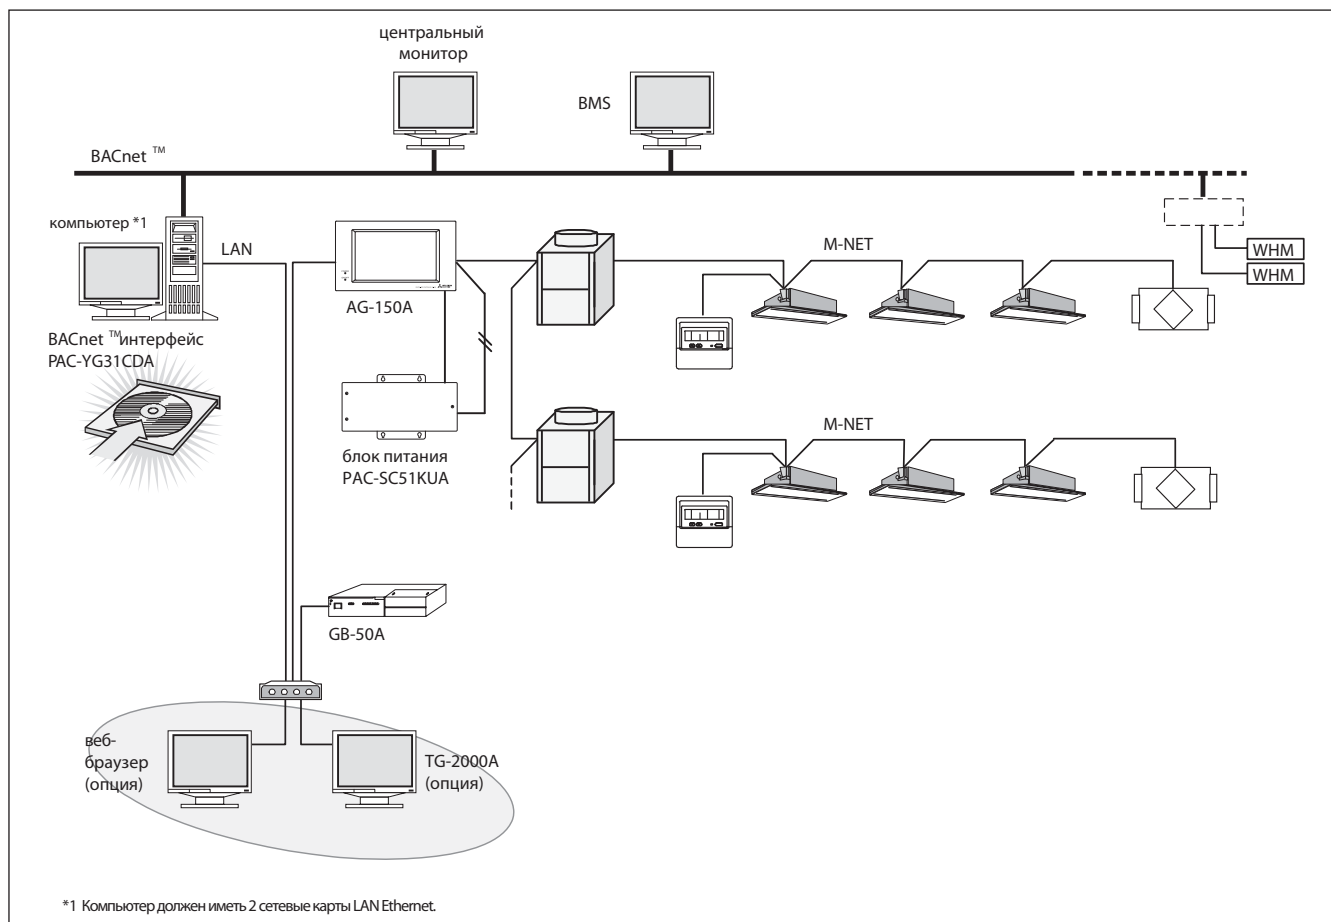 центральный
монитор
BMS
BACnet ™
компьютер *1
LAN
M-NET
WHM
WHM
AG-150A
BACnet ™интерфейс
PAC-YG31CDA
M-NET
блок питания
PAC-SC51KUA
GB-50A
веб-
браузер
(опция)
TG-2000A
(опция)
*1 Компьютер должен иметь 2 сетевые карты LAN Ethernet.